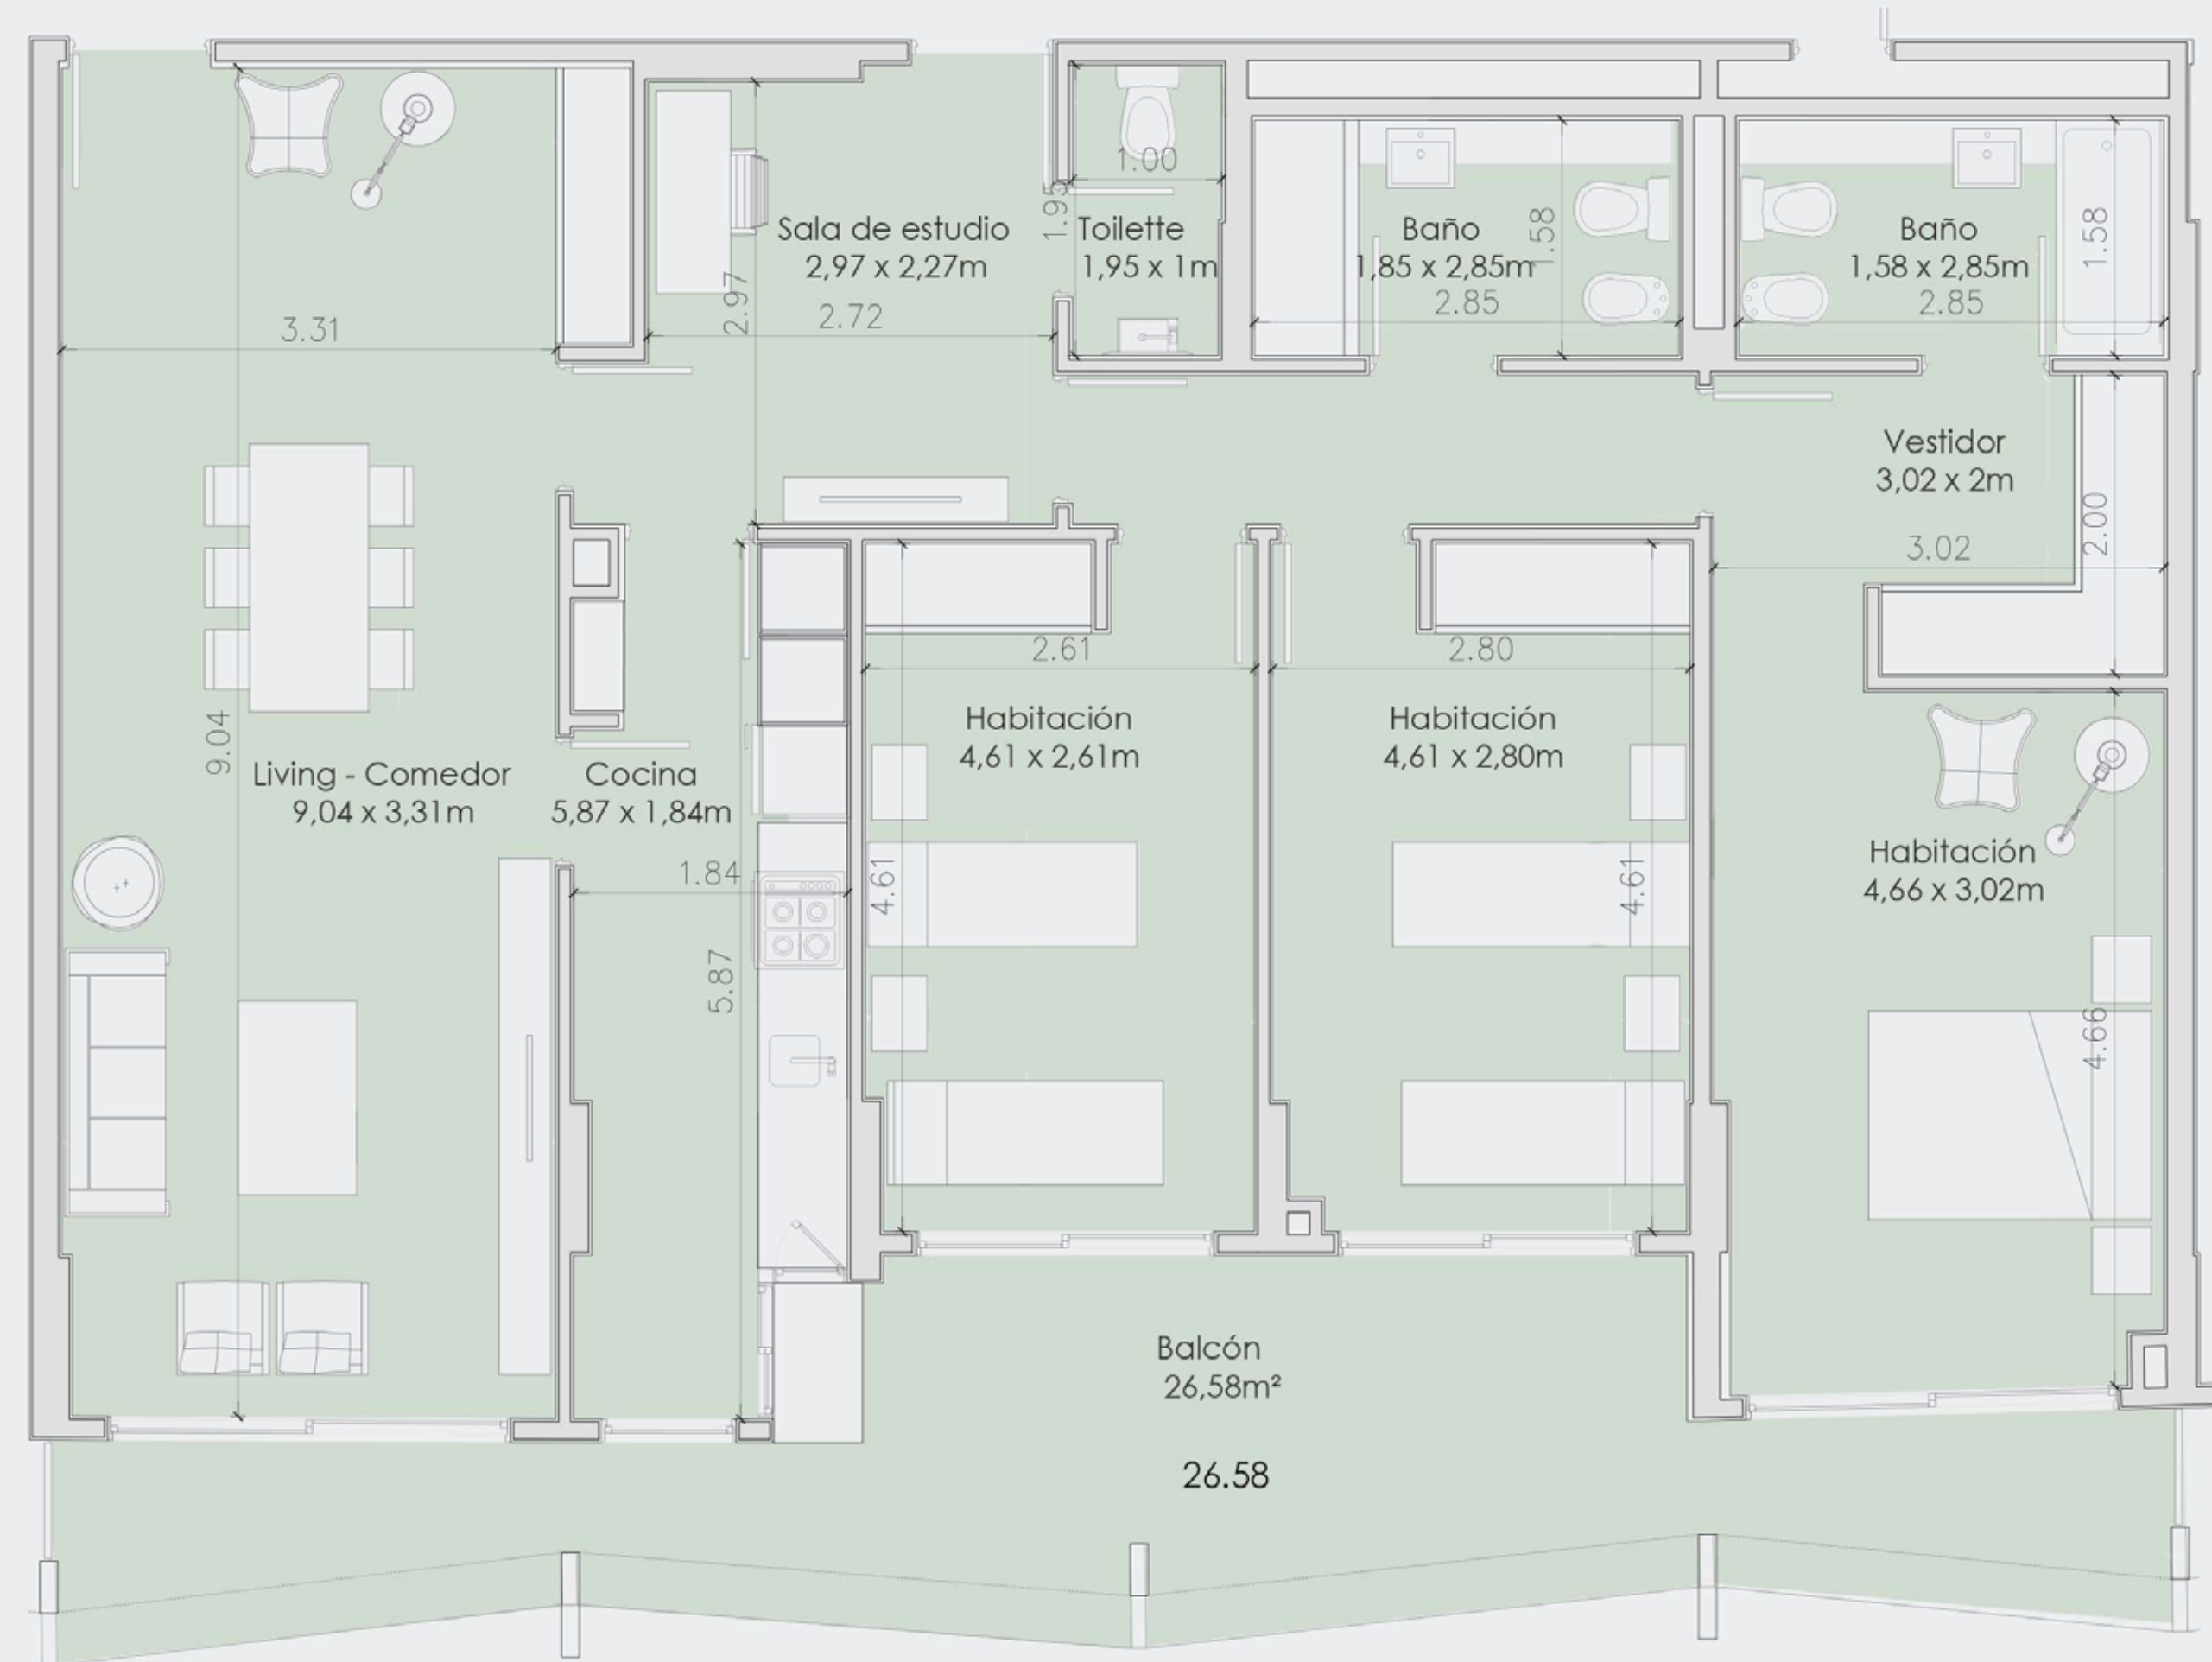 1.00
1.95
Sala de estudio
2,97 x 2,27m
Toilette
1,95 x 1m
Baño
1,85 x 2,85m
1.58
2.85
Baño
1,58 x 2,85m
1.58
2.85
3.31
2.97
2.72
Vestidor
3,02 x 2m
2.00
3.02
2.61
2.80
9.04
Living - Comedor
9,04 x 3,31m
Cocina
5,87 x 1,84m
Habitación
4,61 x 2,61m
Habitación
4,61 x 2,80m
1.84
4.61
4.61
Habitación
4,66 x 3,02m
5.87
4.66
Balcón
26,58m²
26.58